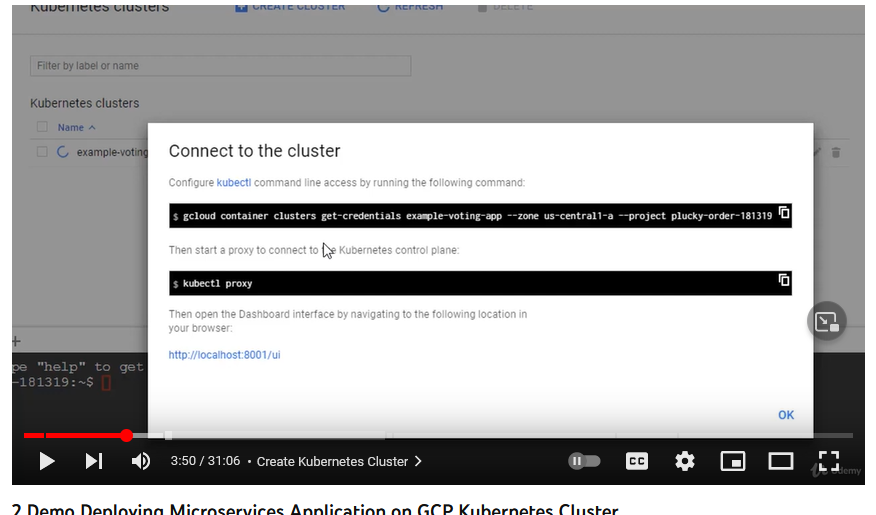 Kubernetes clusters
CREATE CLUSTER
REFRESH
DELETE
Filter by label or name
Kubernetes clusters
Name
example-voting
Connect to the cluster
Configure kubectl command line access by running the following command:
$ gcloud container clusters get-credentials example-voting-app --zone us-central1-a --project plucky-order-181319
Then start a proxy to connect to the Kubernetes control plane:
$ kubectl proxy
Then open the Dashboard interface by navigating to the following location in
your browser:
http://localhost:8001/ui
+
pe "help" to get
-181319:~$
OK
3:50 / 31:06 • Create Kubernetes Cluster >
CC
Udemy
2 Demo Deploying Microservices Application on GCP Kubernetes Cluster